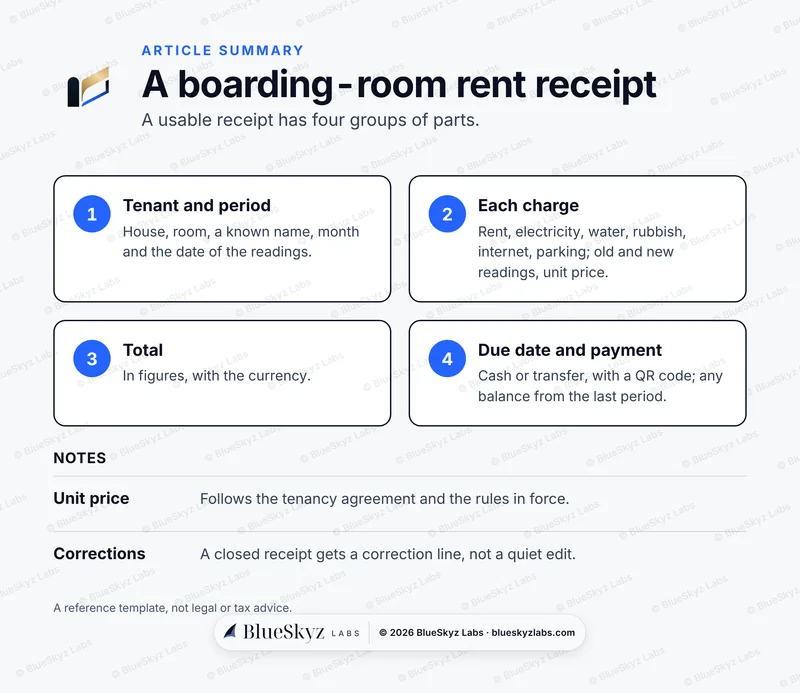 ARTICLE SUMMARY
A boarding-room rent receipt
A usable receipt has four groups of parts.
1
Tenant and period
House, room, a known name, month
and the date of the readings.
2
Each charge
Rent, electricity, water, rubbish,
internet, parking; old and new
readings, unit price.
3
Total
In figures, with the currency.
4
Due date and payment
Cash or transfer, with a QR code; any
balance from the last period.
NOTES
Unit price
Follows the tenancy agreement and the rules in force.
Corrections
A closed receipt gets a correction line, not a quiet edit.
A reference template, not legal or tax advice.
BlueSkyz LABS
© 2026 BlueSkyz Labs · blueskyzlabs.com
© BlueSkyz Labs